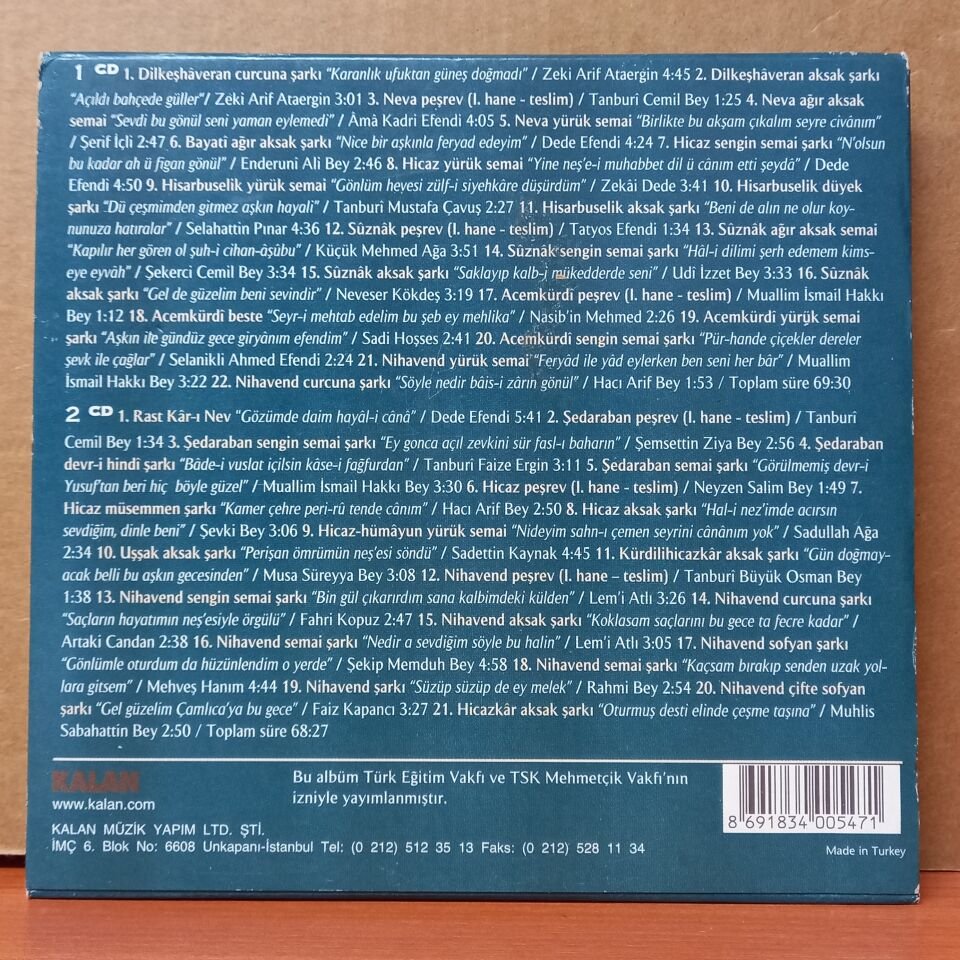 1 CD 1. Dilkeşhâveran curcuna şarkı “Karanlık ufuktan güneş doğmadı” / Zeki Arif Ataergin 4:45 2. Dilkeşhâveran aksak şarkı
“Açıldı bahçede güller”/ Zeki Arif Ataergin 3:01 3. Neva peşrev (I. hane - teslim) / Tanburî Cemil Bey 1:25 4. Neva ağır aksak
semai “Sevdi bu gönül seni yaman eylemedi” / Âmâ Kadri Efendi 4:05 5. Neva yürük semai “Birlikte bu akşam çıkalım seyre civânım”
/ Şerif İçli 2:47 6. Bayati ağır aksak şarkı “Nice bir aşkınla feryad edeyim” / Dede Efendi 4:24 7. Hicaz sengin semai şarkı “N’olsun
bu kadar ah ü figan gönül” / Enderuni Ali Bey 2:46 8. Hicaz yürük semai “Yine neş’e-i muhabbet dil ü cânım etti şeydâ” / Dede
Efendi 4:50 9. Hisarbuselik yürük semai “Gönlüm hevesi zülf-i siyehkâre düşürdüm” / Zekâi Dede 3:41 10. Hisarbuselik düyek
şarkı “Dü çeşmimden gitmez aşkın hayali” / Tanburî Mustafa Çavuş 2:27 11. Hisarbuselik aksak şarkı “Beni de alın ne olur koy-
nunuza hatıralar” / Selahattin Pınar 4:36 12. Sûznâk peşrev (I. hane - teslim) / Tatyos Efendi 1:34 13. Sûznâk ağır aksak semai
“Kapılır her gören ol şuh-i cihan-âşûbu” / Küçük Mehmed Ağa 3:51 14. Sûznâk sengin semai şarkı “Hâl-i dilimi şerh edemem kims-
eye eyvâh” / Şekerci Cemil Bey 3:34 15. Sûznâk aksak şarkı “Saklayıp kalb-i mükedderde seni” / Udî İzzet Bey 3:33 16. Sûznâk
aksak şarkı “Gel de güzelim beni sevindir” / Neveser Kökdeş 3:19 17. Acemkürdî peşrev (I. hane - teslim) / Muallim İsmail Hakkı
Bey 1:12 18. Acemkürdî beste “Seyr-i mehtab edelim bu şeb ey mehlika” / Nasib’in Mehmed 2:26 19. Acemkürdî yürük semai
şarkı “Aşkın ile gündüz gece giryânım efendim” / Sadi Hoşses 2:41 20. Acemkürdi sengin semai şarkı “Pür-hande çiçekler dereler
şevk ile çağlar” / Selanikli Ahmed Efendi 2:24 21. Nihavend yürük semai “Feryâd ile yâd eylerken ben seni her bâr” / Muallim
İsmail Hakkı Bey 3:22 22. Nihavend curcuna şarkı “Söyle nedir bâis-i zârın gönül” / Hacı Arif Bey 1:53 / Toplam süre 69:30
2 CD 1. Rast Kâr-ı Nev “Gözümde daim hayâl-i cânâ” / Dede Efendi 5:41 2. Şedaraban peşrev (I. hane - teslim) / Tanburî
Cemil Bey 1:34 3. Şedaraban sengin semai şarkı “Ey gonca açıl zevkini sür fasl-ı baharın” / Şemsettin Ziya Bey 2:56 4. Şedaraban
devr-i hindî şarkı “Bâde-i vuslat içilsin kâse-i fağfurdan” / Tanburi Faize Ergin 3:11 5. Şedaraban semai şarkı “Görülmemiş devr-i
Yusuf’tan beri hiç böyle güzel” / Muallim İsmail Hakkı Bey 3:30 6. Hicaz peşrev (I. hane - teslim) / Neyzen Salim Bey 1:49 7.
Hicaz müsemmen şarkı “Kamer çehre peri-rû tende cânım” / Hacı Arif Bey 2:50 8. Hicaz aksak şarkı “Hal-i nez’imde acırsın
sevdiğim, dinle beni” / Şevki Bey 3:06 9. Hicaz-hümâyun yürük semai “Nideyim sahn-ı çemen seyrini cânânım yok” / Sadullah Ağa
2:34 10. Uşşak aksak şarkı “Perişan ömrümün neş’esi söndü” / Sadettin Kaynak 4:45 11. Kürdilihicazkâr aksak şarkı “Gün doğmay-
acak belli bu aşkın gecesinden” / Musa Süreyya Bey 3:08 12. Nihavend peşrev (I. hane – teslim) / Tanburî Büyük Osman Bey
1:38 13. Nihavend sengin semai şarkı “Bin gül çıkarırdım sana kalbimdeki külden” / Lem’i Atlı 3:26 14. Nihavend curcuna şarkı
“Saçların hayatımın neş’esiyle örgülü” / Fahri Kopuz 2:47 15. Nihavend aksak şarkı “Koklasam saçlarını bu gece ta fecre kadar” /
Artaki Candan 2:38 16. Nihavend semai şarkı “Nedir a sevdiğim söyle bu halin” / Lem’i Atlı 3:05 17. Nihavend sofyan şarkı
“Gönlümle oturdum da hüzünlendim o yerde” / Şekip Memduh Bey 4:58 18. Nihavend semai şarkı “Kaçsam bırakıp senden uzak yol-
lara gitsem” / Mehveş Hanım 4:44 19. Nihavend şarkı “Süzüp süzüp de ey melek” / Rahmi Bey 2:54 20. Nihavend çifte sofyan
şarkı “Gel güzelim Çamlıca’ya bu gece” / Faiz Kapancı 3:27 21. Hicazkâr aksak şarkı “Oturmuş desti elinde çeşme taşına” / Muhlis
Sabahattin Bey 2:50 / Toplam süre 68:27
KALAN
www.kalan.com
Bu albüm Türk Eğitim Vakfı ve TSK Mehmetçik Vakfı’nın
izniyle yayımlanmıştır.
KALAN MÜZİK YAPIM LTD. ŞTİ.
İMÇ 6. Blok No: 6608 Unkapanı-İstanbul Tel: (0 212) 512 35 13 Faks: (0 212) 528 11 34
8 691834 005471
Made in Turkey